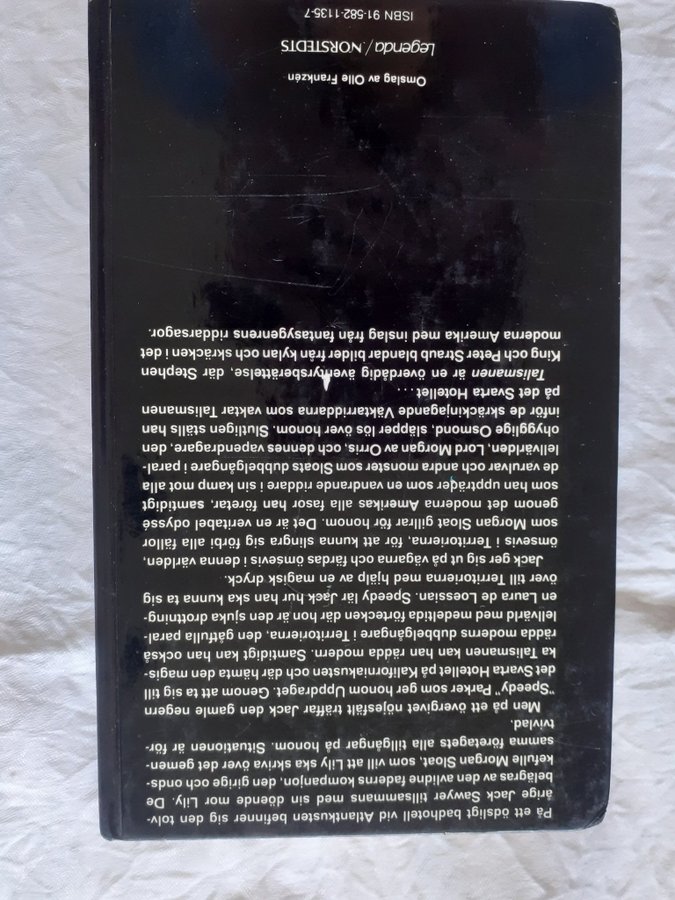 På ett ödsligt badhotell vid Atlantkusten befinner sig den tolv-
årige Jack Sawyer tillsammans med sin döende mor Lily. De
belägras av den avlidne faderns kompanjon, den girige och onds-
kefulle Morgan Sloat, som vill att Lily ska skriva över det gemen-
samma företagets alla tillgångar på honom. Situationen är för-
tvivlad.
Men på ett övergivet nöjesfält träffar Jack den gamle negern
"Speedy" Parker som ger honom Uppdraget. Genom att ta sig till
det Svarta Hotellet på Kaliforniakusten och där hämta den magis-
ka Talismanen kan han rädda modern. Samtidigt kan han också
rädda moderns dubbelgångare i Territorierna, den gåtfulla paral-
lellvärld med medeltida förtecken där hon är den sjuka drottning-
en Laura de Loessian. Speedy lär Jack hur han ska kunna ta sig
över till Territorierna med hjälp av en magisk dryck.
Jack ger sig ut på vägarna och färdas ömsevis i denna världen,
ömsevis i Territorierna, för att kunna slingra sig förbi alla fällor
som Morgan Sloat gillrar för honom. Det är en veritabel odyssé
genom det moderna Amerikas alla fasor han företar, samtidigt
som han uppträder som en vandrande riddare i sin kamp mot alla
de varulvar och andra monster som Sloats dubbelgångare i paral-
lellvärlden, Lord Morgan av Orris, och dennes vapendragare, den
ohygglige Osmond, släpper lös över honom. Slutligen ställs han
inför de skräckinjagande Väktarriddarna som vaktar Talismanen
på det Svarta Hotellet...
Talismanen är en överdådig äventyrsberättelse, där Stephen
King och Peter Straub blandar bilder från kylan och skräcken i det
moderna Amerika med inslag från fantasygenrens riddarsagor.
Omslag av Olle Frankzén
Legenda/NORSTEDTS
ISBN 91-582-1135-7